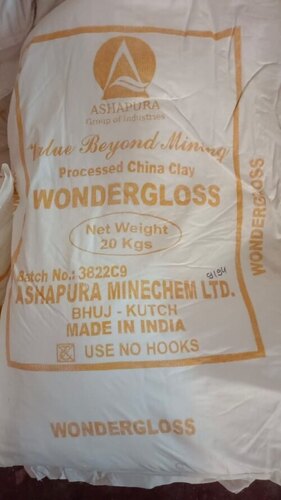 ASHAPURA
Group of Industries
Value Beyond Mining
Processed China Clay
WONDERGLOSS
Net Weight
20 Kgs
Batch No.: 3822C9
ASHAPURA MINECHEM LTD.
BHUJ - KUTCH
MADE IN INDIA
USE NO HOOKS
WONDERGLOSS
WONDERGLOSS